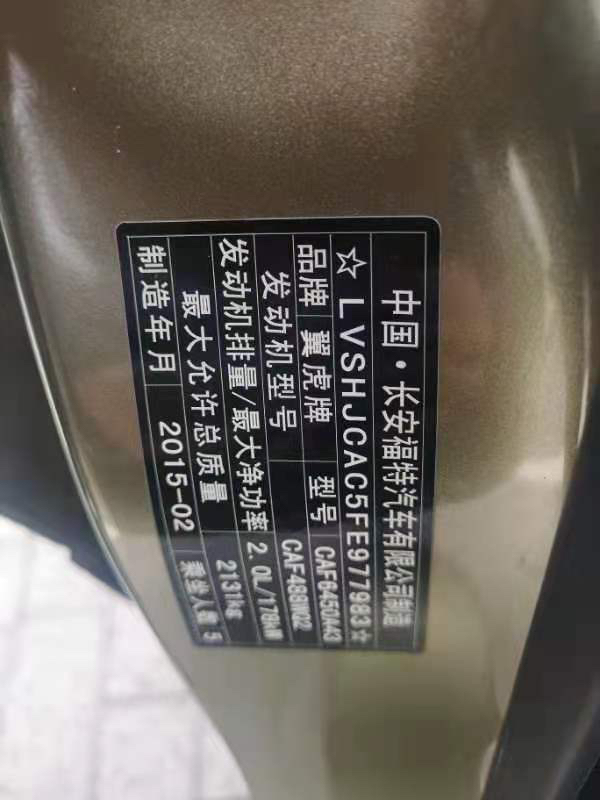 中国·长安福特汽车有限公司制造
☆LVSHJCAC5FE977983☆
品牌 翼虎牌 型号 CAF6450A43
发动机型号 CAF488WQ2
发动机排量/最大净功率 2.0L/178kW
最大允许总质量 2131kg
制造年月 2015-02 乘坐人数 5